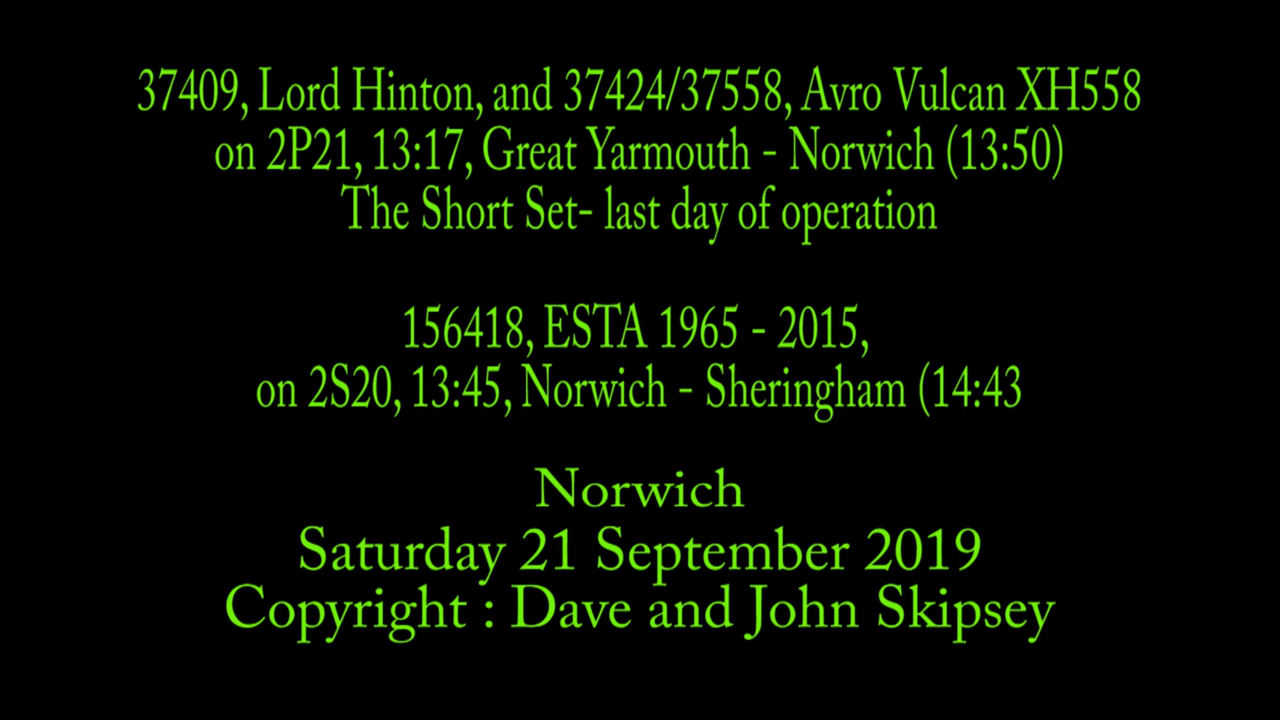 37409, Lord Hinton, and 37424/37558, Avro Vulcan XH558
on 2P21, 13:17, Great Yarmouth - Norwich (13:50)
The Short Set- last day of operation
156418, ESTA 1965 - 2015,
on 2S20, 13:45, Norwich - Sheringham (14:43
Norwich
Saturday 21 September 2019
Copyright : Dave and John Skipsey